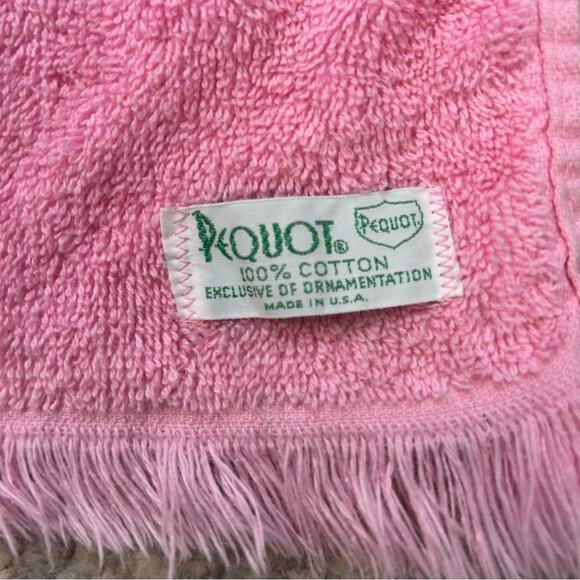 PEQUOT®
PEQUOT
100% COTTON
EXCLUSIVE OF ORNAMENTATION
MADE IN U.S.A.